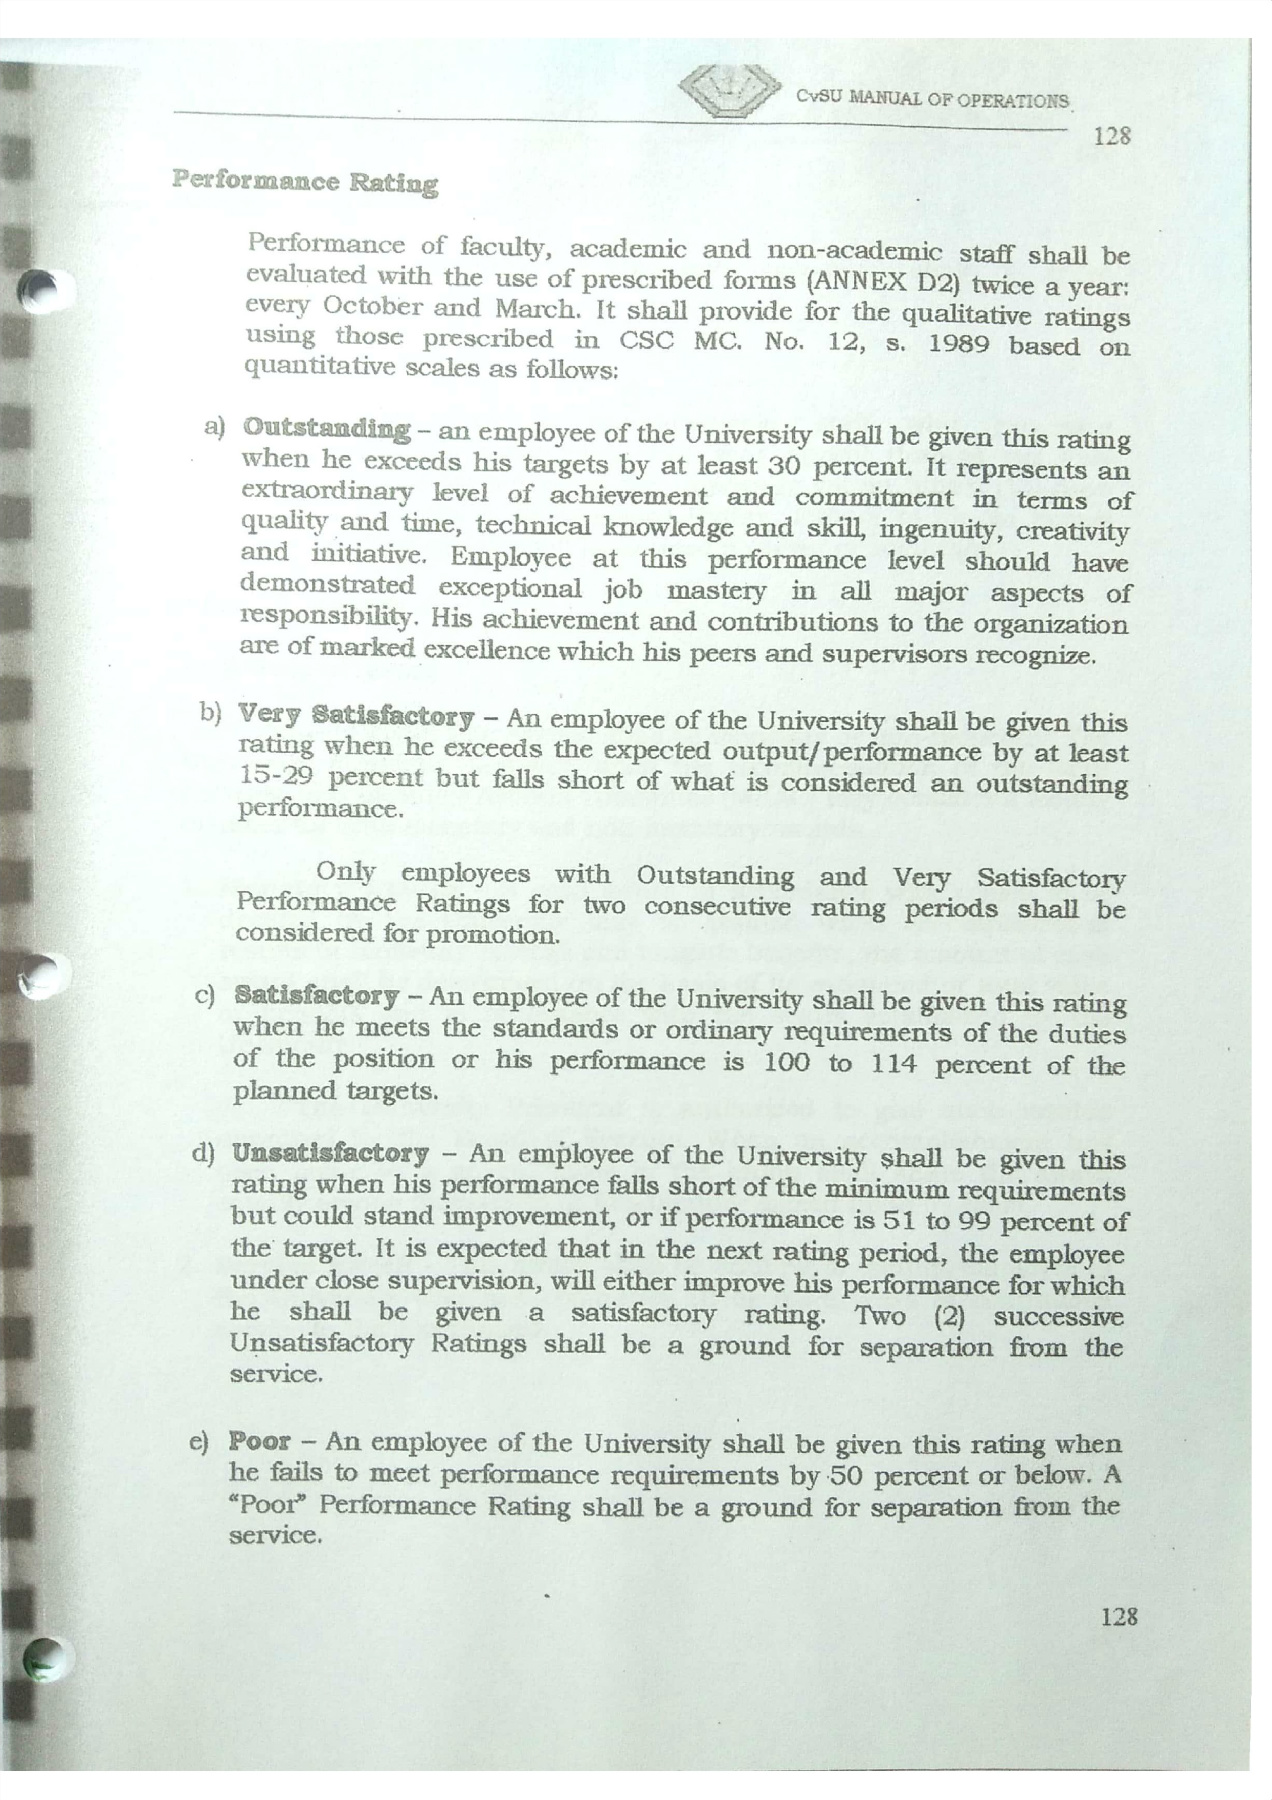 CvSU MANUAL OF OPERATIONS
128
Performance Rating
Performance of faculty, academic and non-academic staff shall be
evaluated with the use of prescribed forms (ANNEX D2) twice a year:
every October and March. It shall provide for the qualitative ratings
using those prescribed in CSC MC. No. 12, s. 1989 based on
quantitative scales as follows:
a) Outstanding – an employee of the University shall be given this rating
when he exceeds his targets by at least 30 percent. It represents an
extraordinary level of achievement and commitment in terms of
quality and time, technical knowledge and skill, ingenuity, creativity
and initiative. Employee at this performance level should have
demonstrated exceptional job mastery in all major aspects of
responsibility. His achievement and contributions to the organization
are of marked excellence which his peers and supervisors recognize.
b) Very Satisfactory – An employee of the University shall be given this
rating when he exceeds the expected output/performance by at least
15-29 percent but falls short of what is considered an outstanding
performance.
Only employees with Outstanding and Very Satisfactory
Performance Ratings for two consecutive rating periods shall be
considered for promotion.
c) Satisfactory – An employee of the University shall be given this rating
when he meets the standards or ordinary requirements of the duties
of the position or his performance is 100 to 114 percent of the
planned targets.
d) Unsatisfactory – An employee of the University shall be given this
rating when his performance falls short of the minimum requirements
but could stand improvement, or if performance is 51 to 99 percent of
the target. It is expected that in the next rating period, the employee
under close supervision, will either improve his performance for which
he shall be given a satisfactory rating. Two (2) successive
Unsatisfactory Ratings shall be a ground for separation from the
service.
e) Poor – An employee of the University shall be given this rating when
he fails to meet performance requirements by 50 percent or below. A
“Poor” Performance Rating shall be a ground for separation from the
service.
128